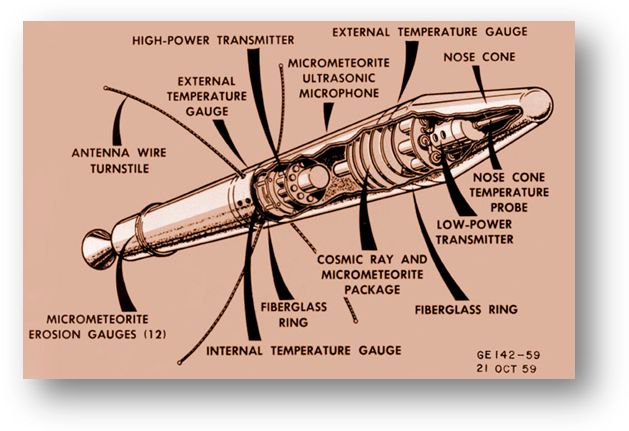 EXTERNAL TEMPERATURE GAUGE
HIGH-POWER TRANSMITTER
NOSE CONE
MICROMETEORITE
ULTRASONIC
MICROPHONE
EXTERNAL
TEMPERATURE
GAUGE
ANTENNA WIRE
TURNSTILE
NOSE CONE
TEMPERATURE
PROBE
LOW-POWER
TRANSMITTER
COSMIC RAY AND
MICROMETEORITE
PACKAGE
FIBERGLASS
RING
FIBERGLASS RING
MICROMETEORITE
EROSION GAUGES (12)
INTERNAL TEMPERATURE GAUGE
GE 142-59
21 OCT 59